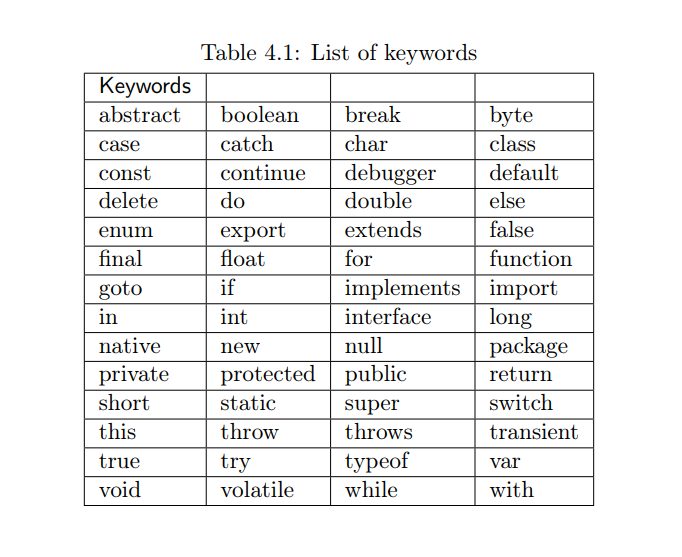 Table 4.1: List of keywords
Keywords
abstract boolean break byte
case catch char class
const continue debugger default
delete do double else
enum export extends false
final float for function
goto if implements import
in int interface long
native new null package
private protected public return
short static super switch
this throw throws transient
true try typeof var
void volatile while with